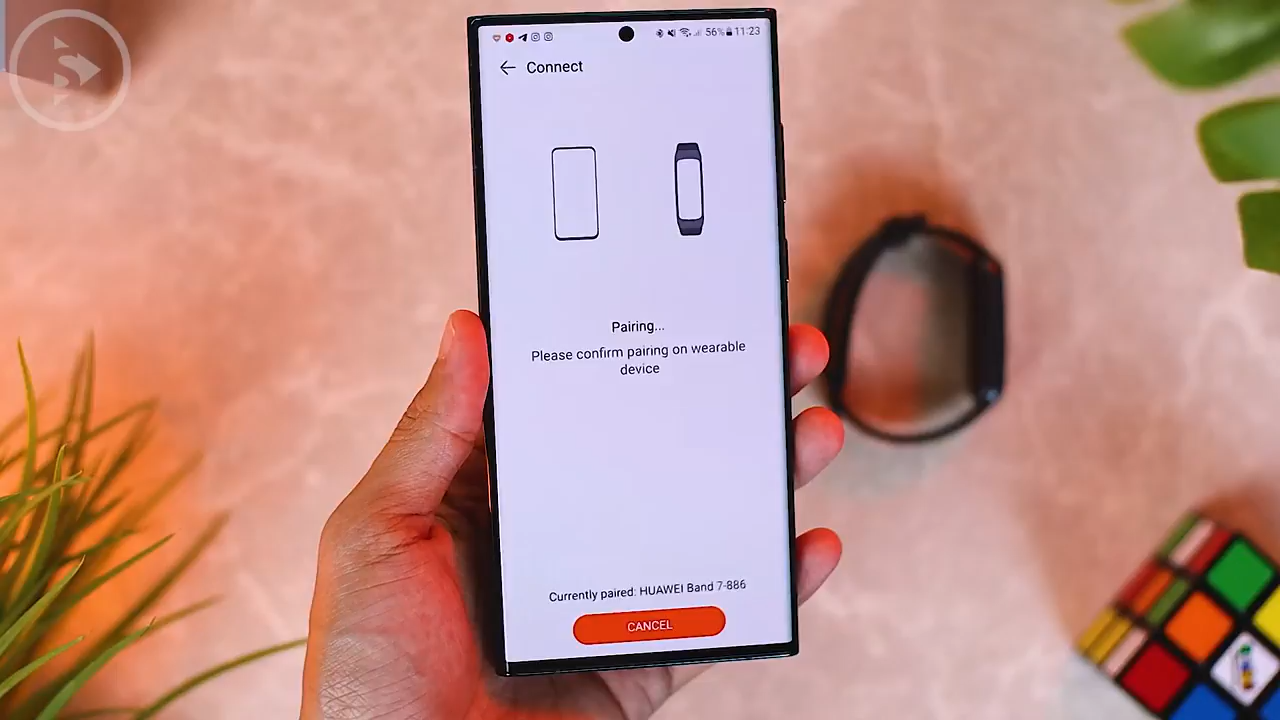 56% 11:23
Connect
Pairing...
Please confirm pairing on wearable
device
Currently paired: HUAWEI Band 7-886
CANCEL